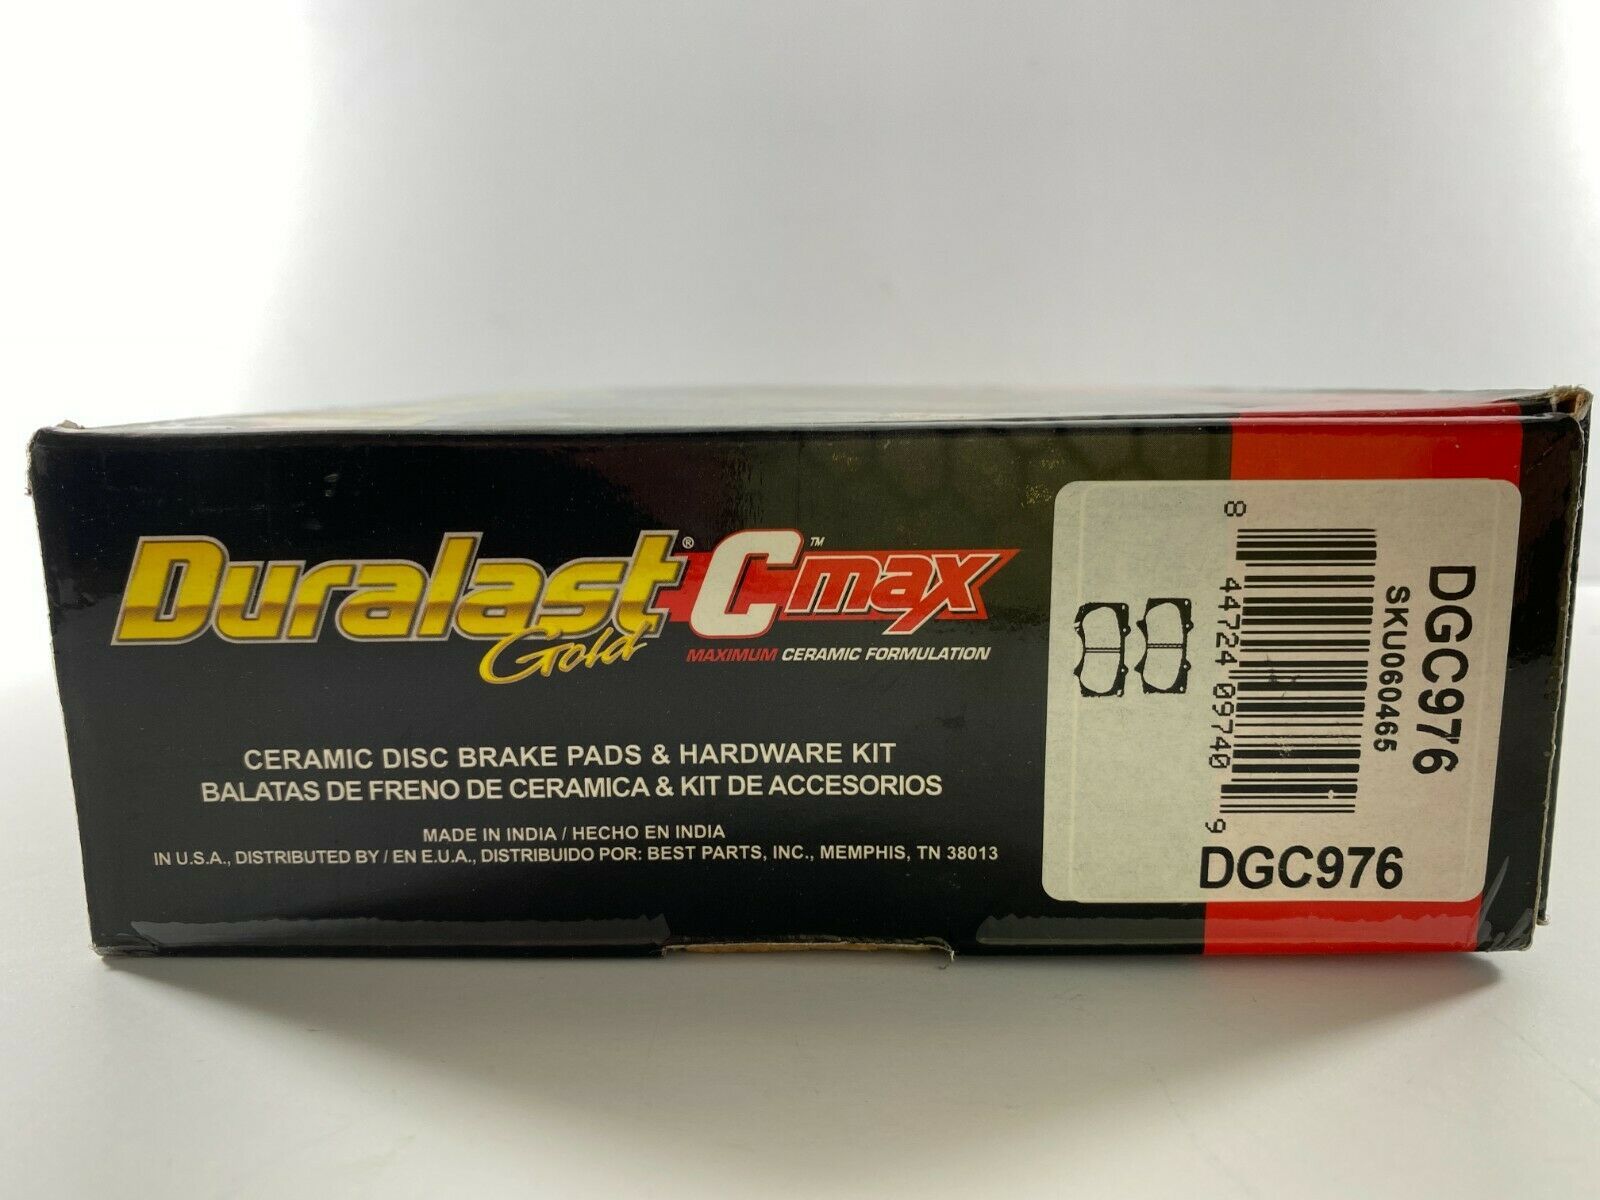 Duralast® Cmax™
Gold
MAXIMUM CERAMIC FORMULATION
CERAMIC DISC BRAKE PADS & HARDWARE KIT
BALATAS DE FRENO DE CERAMICA & KIT DE ACCESORIOS
MADE IN INDIA / HECHO EN INDIA
IN U.S.A., DISTRIBUTED BY / EN E.U.A., DISTRIBUIDO POR: BEST PARTS, INC., MEMPHIS, TN 38013
DGC976
SKU060465
8 44724 09740 9
DGC976